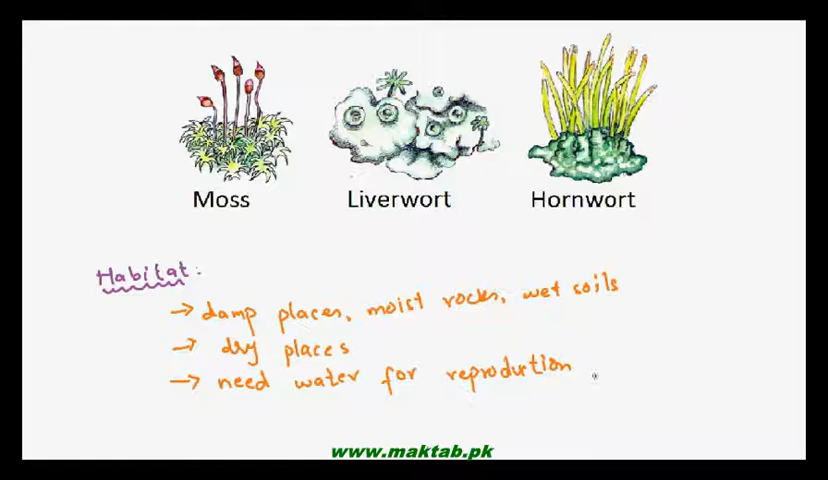 Moss Liverwort Hornwort
Habitat:
→ damp places, moist rocks, wet soils
→ dry places
→ need water for reproduction
www.maktab.pk